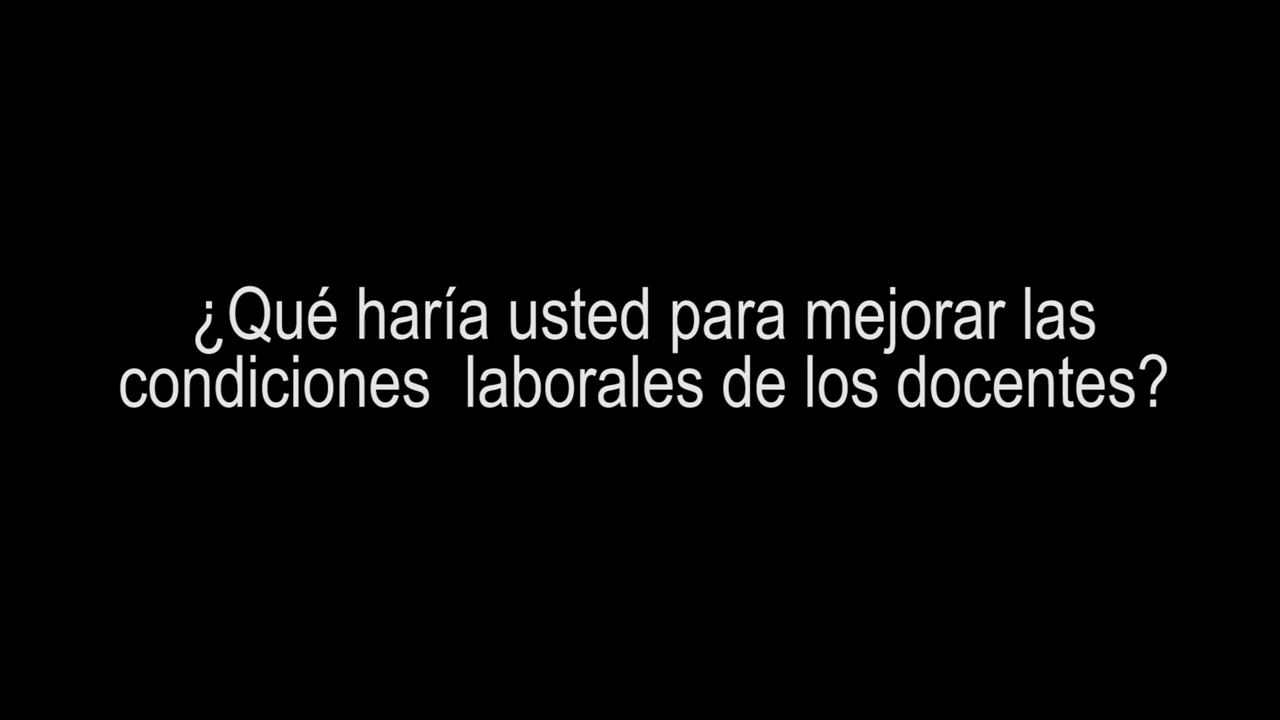 ¿Qué haría usted para mejorar las
condiciones  laborales de los docentes?